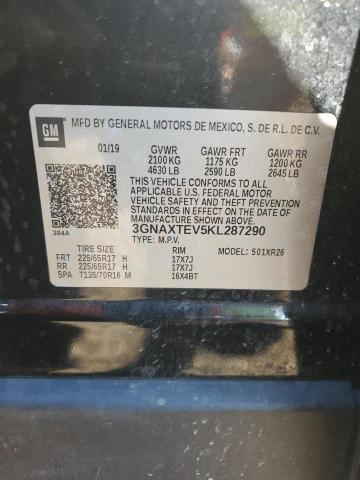 GM
MFD BY GENERAL MOTORS DE MEXICO, S. DE R.L. DE C.V.
01/19 GVWR GAWR FRT GAWR RR
2100 KG 1175 KG 1200 KG
4630 LB 2590 LB 2645 LB
THIS VEHICLE CONFORMS TO ALL
APPLICABLE U.S. FEDERAL MOTOR
VEHICLE SAFETY, BUMPER, AND THEFT
PREVENTION STANDARDS IN EFFECT ON
THE DATE OF MANUFACTURE SHOWN ABOVE.
384A 3GNAXTEV5KL287290
TYPE: M.P.V. MODEL: 501XR26
TIRE SIZE RIM
FRT 225/65R17 H 17X7J
RR 225/65R17 H 17X7J
SPA T135/70R16 M 16X4BT